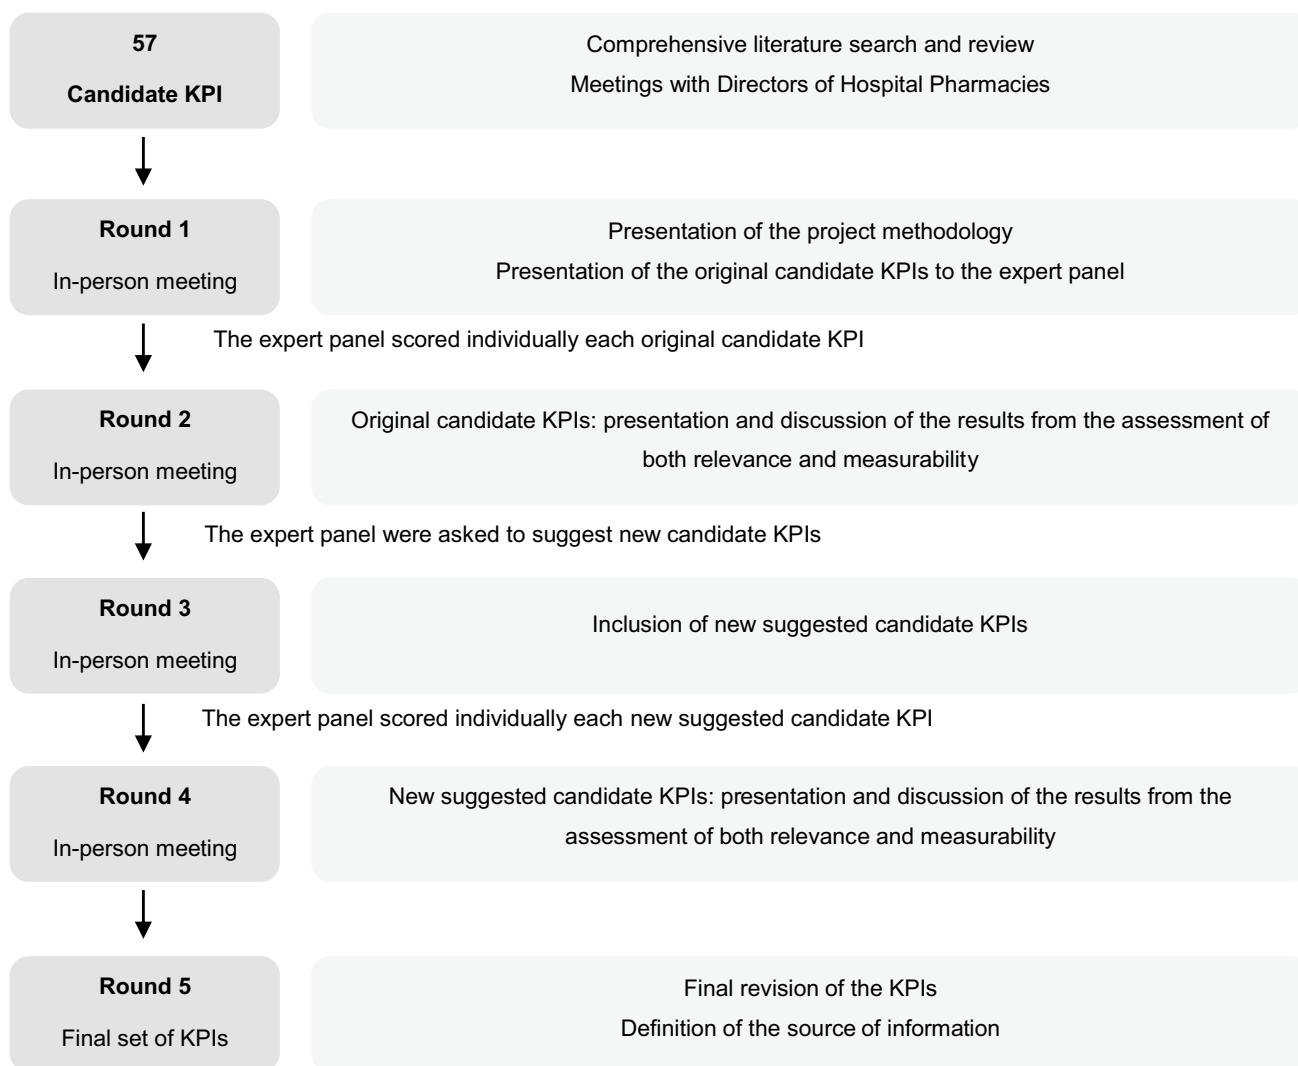 57
Candidate KPI
Comprehensive literature search and review
Meetings with Directors of Hospital Pharmacies
Round 1
In-person meeting
Presentation of the project methodology
Presentation of the original candidate KPIs to the expert panel
The expert panel scored individually each original candidate KPI
Round 2
In-person meeting
Original candidate KPIs: presentation and discussion of the results from the assessment of
both relevance and measurability
The expert panel were asked to suggest new candidate KPIs
Round 3
In-person meeting
Inclusion of new suggested candidate KPIs
The expert panel scored individually each new suggested candidate KPI
Round 4
In-person meeting
New suggested candidate KPIs: presentation and discussion of the results from the
assessment of both relevance and measurability
Round 5
Final set of KPIs
Final revision of the KPIs
Definition of the source of information